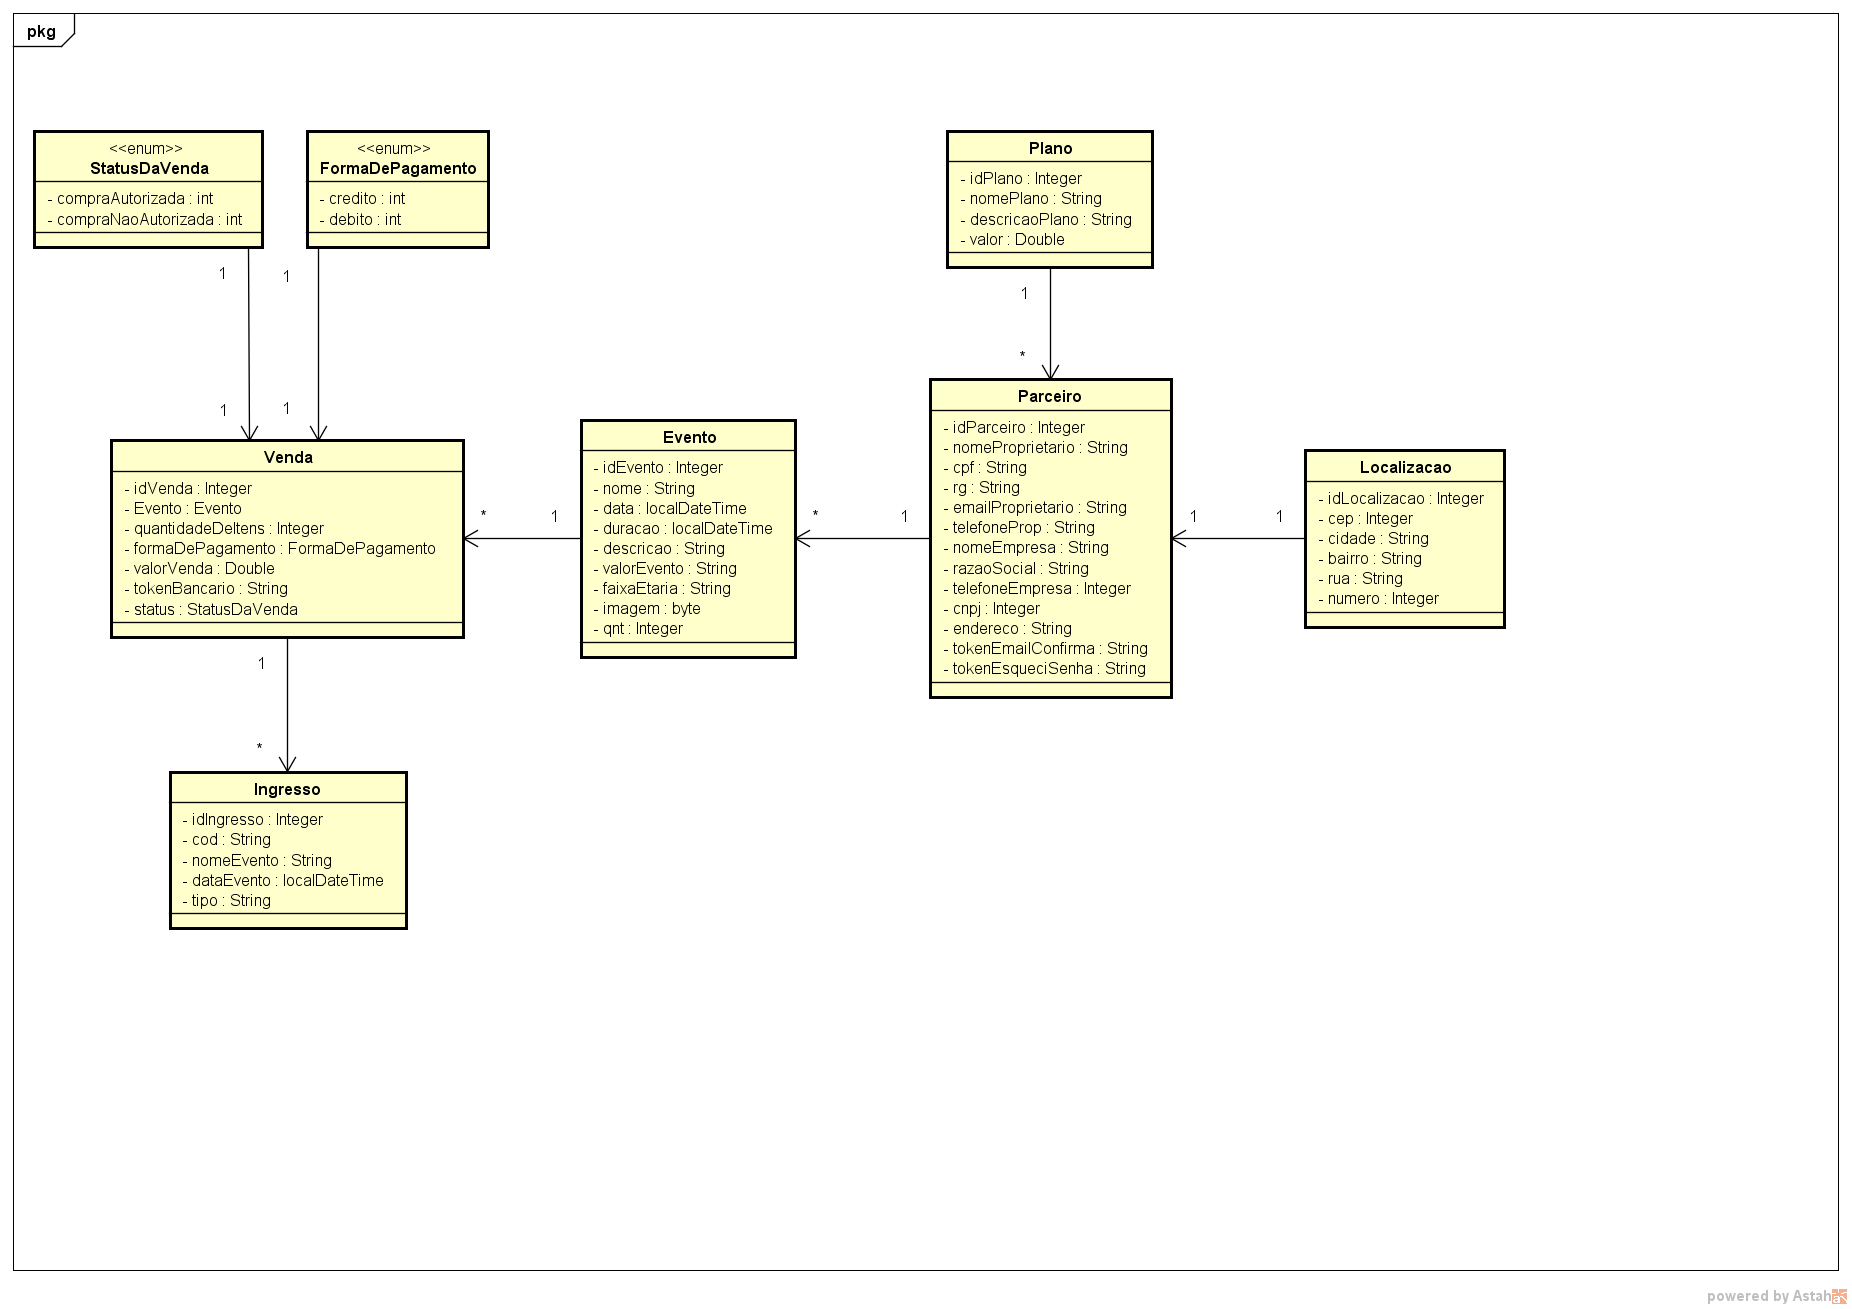 pkg
<<enum>>
StatusDaVenda
- compraAutorizada : int
- compraNaoAutorizada : int
<<enum>>
FormaDePagamento
- credito : int
- debito : int
Plano
- idPlano : Integer
- nomePlano : String
- descricaoPlano : String
- valor : Double
1
1
1
*
1
1
Venda
- idVenda : Integer
- Evento : Evento
- quantidadeDeItens : Integer
- formaDePagamento : FormaDePagamento
- valorVenda : Double
- tokenBancario : String
- status : StatusDaVenda
*
1
Evento
- idEvento : Integer
- nome : String
- data : localDateTime
- duracao : localDateTime
- descricao : String
- valorEvento : String
- faixaEtaria : String
- imagem : byte
- qnt : Integer
*
1
Parceiro
- idParceiro : Integer
- nomeProprietario : String
- cpf : String
- rg : String
- emailProprietario : String
- telefoneProp : String
- nomeEmpresa : String
- razaoSocial : String
- telefoneEmpresa : Integer
- cnpj : Integer
- endereco : String
- tokenEmailConfirma : String
- tokenEsqueciSenha : String
1
1
Localizacao
- idLocalizacao : Integer
- cep : Integer
- cidade : String
- bairro : String
- rua : String
- numero : Integer
1
*
Ingresso
- idIngresso : Integer
- cod : String
- nomeEvento : String
- dataEvento : localDateTime
- tipo : String
powered by Astah